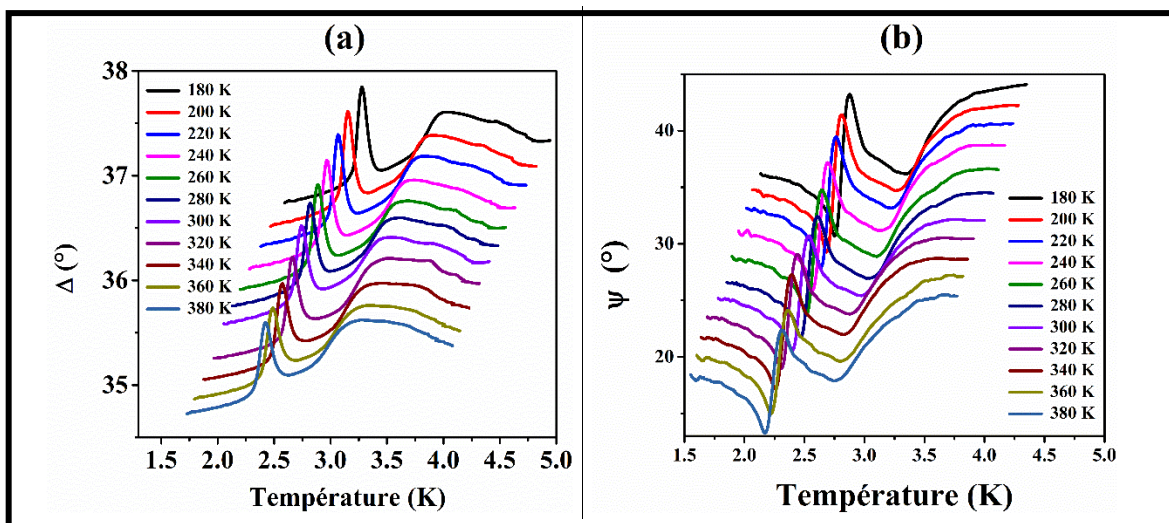 (a)
38
37
36
35
Δ (°)
180 K
200 K
220 K
240 K
260 K
280 K
300 K
320 K
340 K
360 K
380 K
1.5 2.0 2.5 3.0 3.5 4.0 4.5 5.0
Température (K)
(b)
40
30
20
ψ (°)
180 K
200 K
220 K
240 K
260 K
280 K
300 K
320 K
340 K
360 K
380 K
1.5 2.0 2.5 3.0 3.5 4.0 4.5 5.0
Température (K)